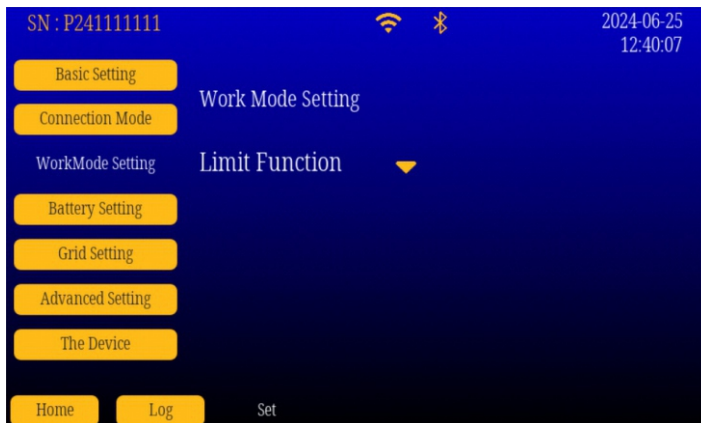 SN : P241111111
2024-06-25
12:40:07
Basic Setting
Connection Mode
WorkMode Setting
Battery Setting
Grid Setting
Advanced Setting
The Device
Work Mode Setting
Limit Function
Home
Log
Set